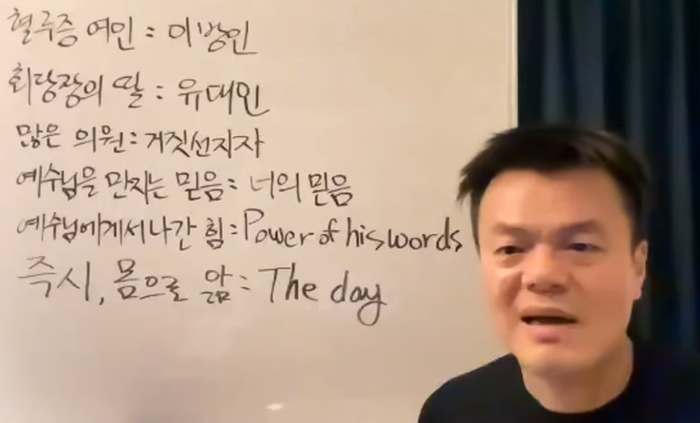 혈루증 여인 : 이방인
회당장의 딸 : 유대인
많은 의원 : 거짓선지자
예수님을 만지는 믿음 : 너의 믿음
예수님에게서 나간 힘 : Power of his words
즉시, 몸으로 앎 : The day